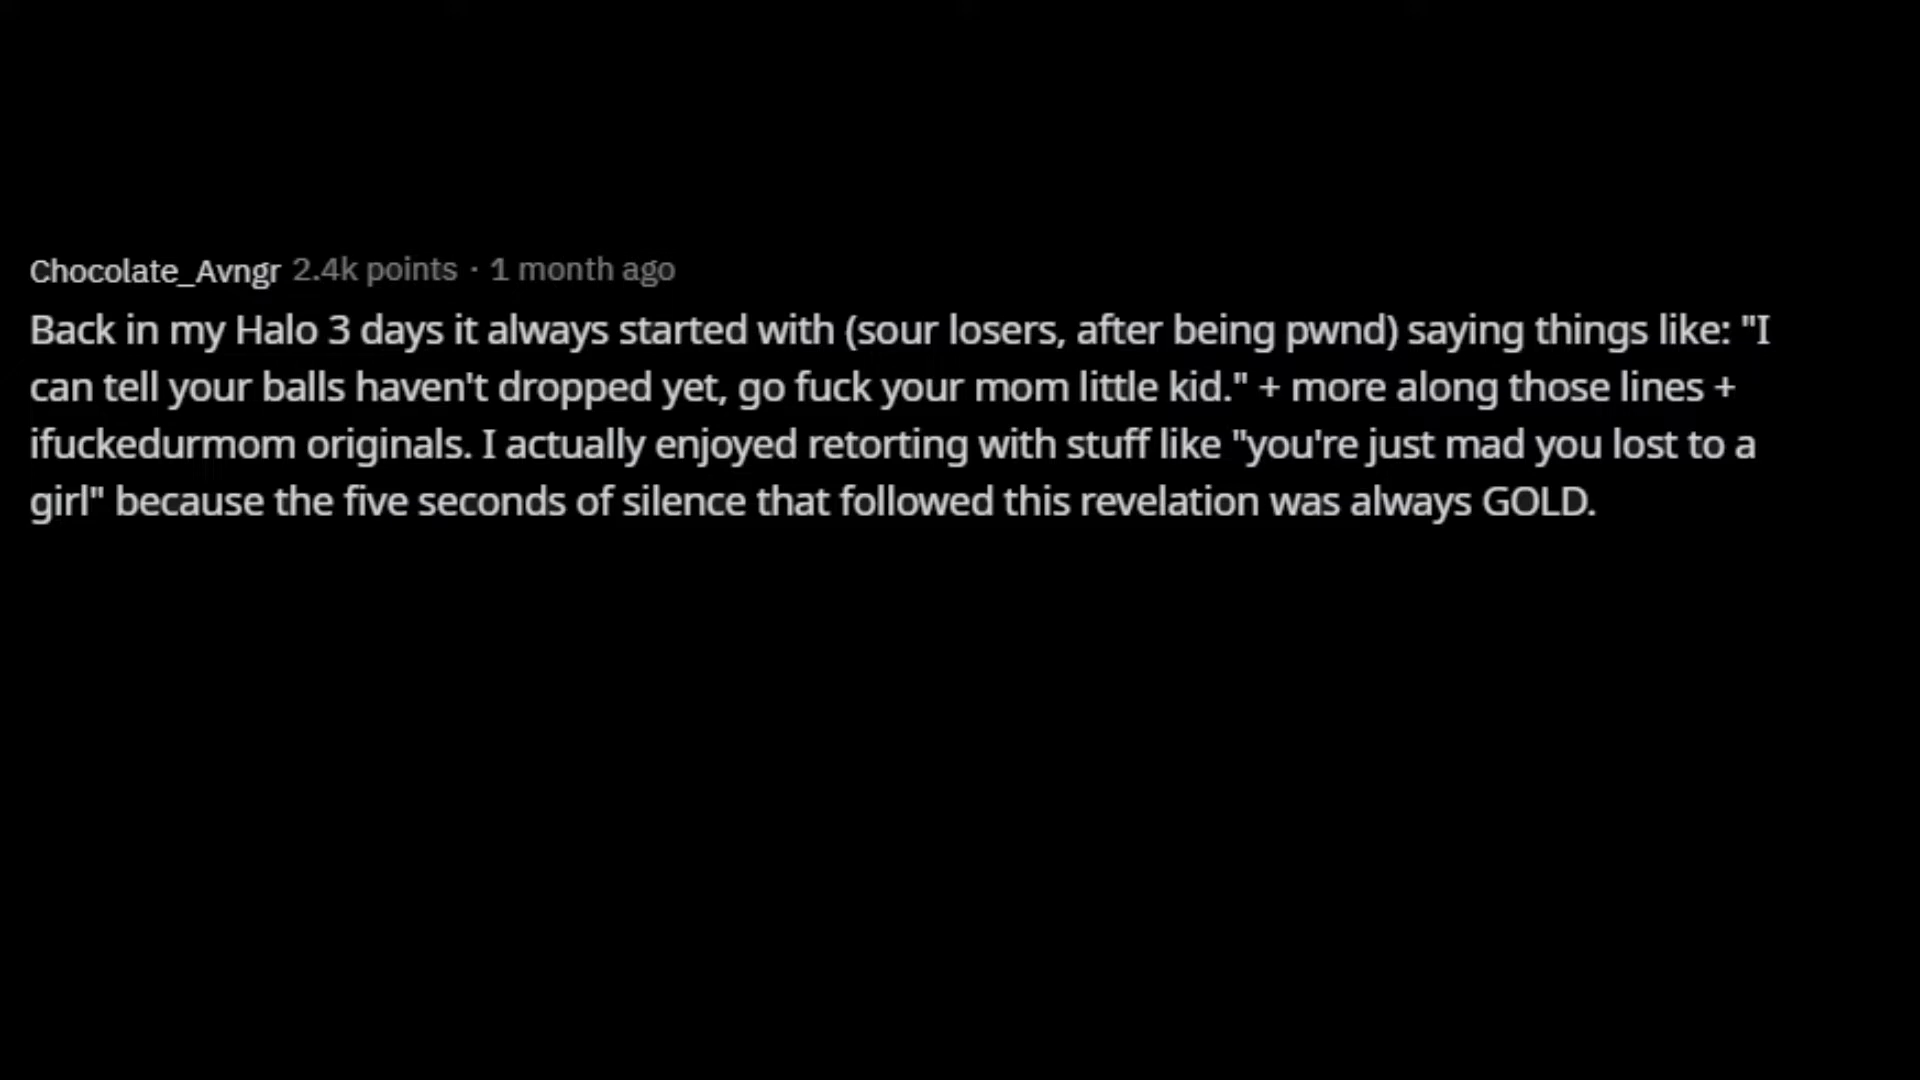 Chocolate_Avngr 2.4k points · 1 month ago
Back in my Halo 3 days it always started with (sour losers, after being pwnd) saying things like: "I
can tell your balls haven't dropped yet, go fuck your mom little kid." + more along those lines +
ifuckedurmom originals. I actually enjoyed retorting with stuff like "you're just mad you lost to a
girl" because the five seconds of silence that followed this revelation was always GOLD.